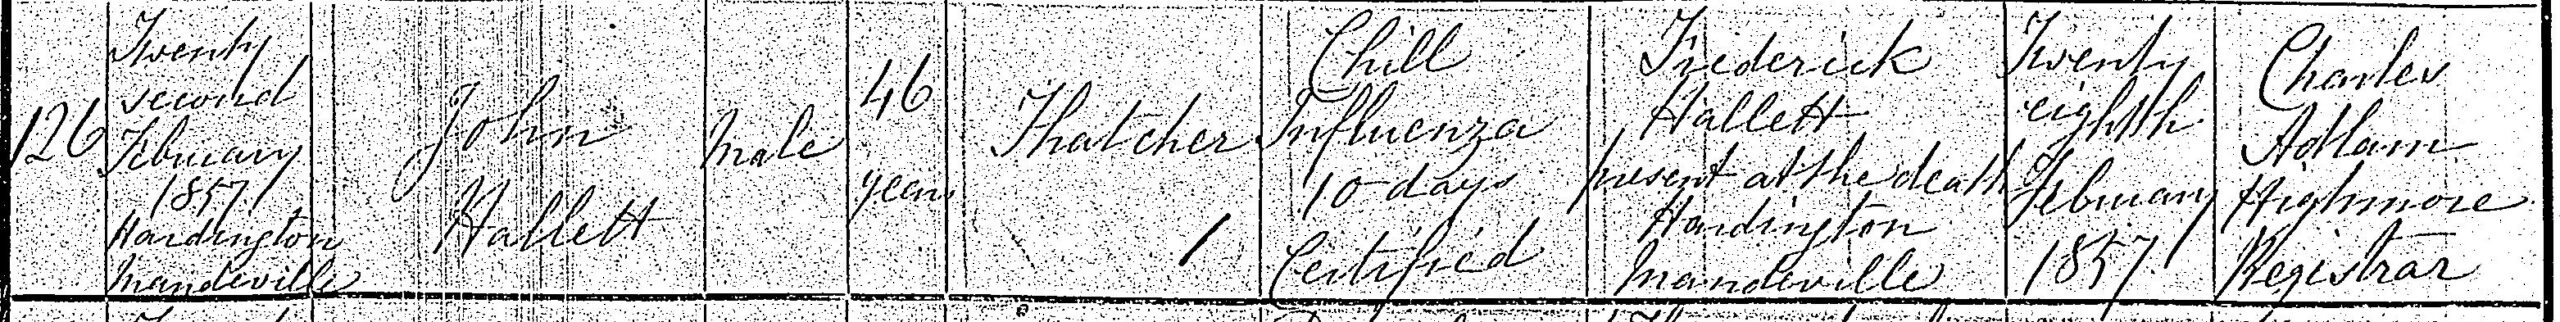 126
Twenty
second
February
1857
Hardington
Mandeville
John
Hallett
Male
46
years
Thatcher
Chill
Influenza
10 days
Certified
Frederick
Hallett
present at the death
Hardington
Mandeville
Twenty
eighth
February
1857
Charles
Adlam
Highmore
Registrar